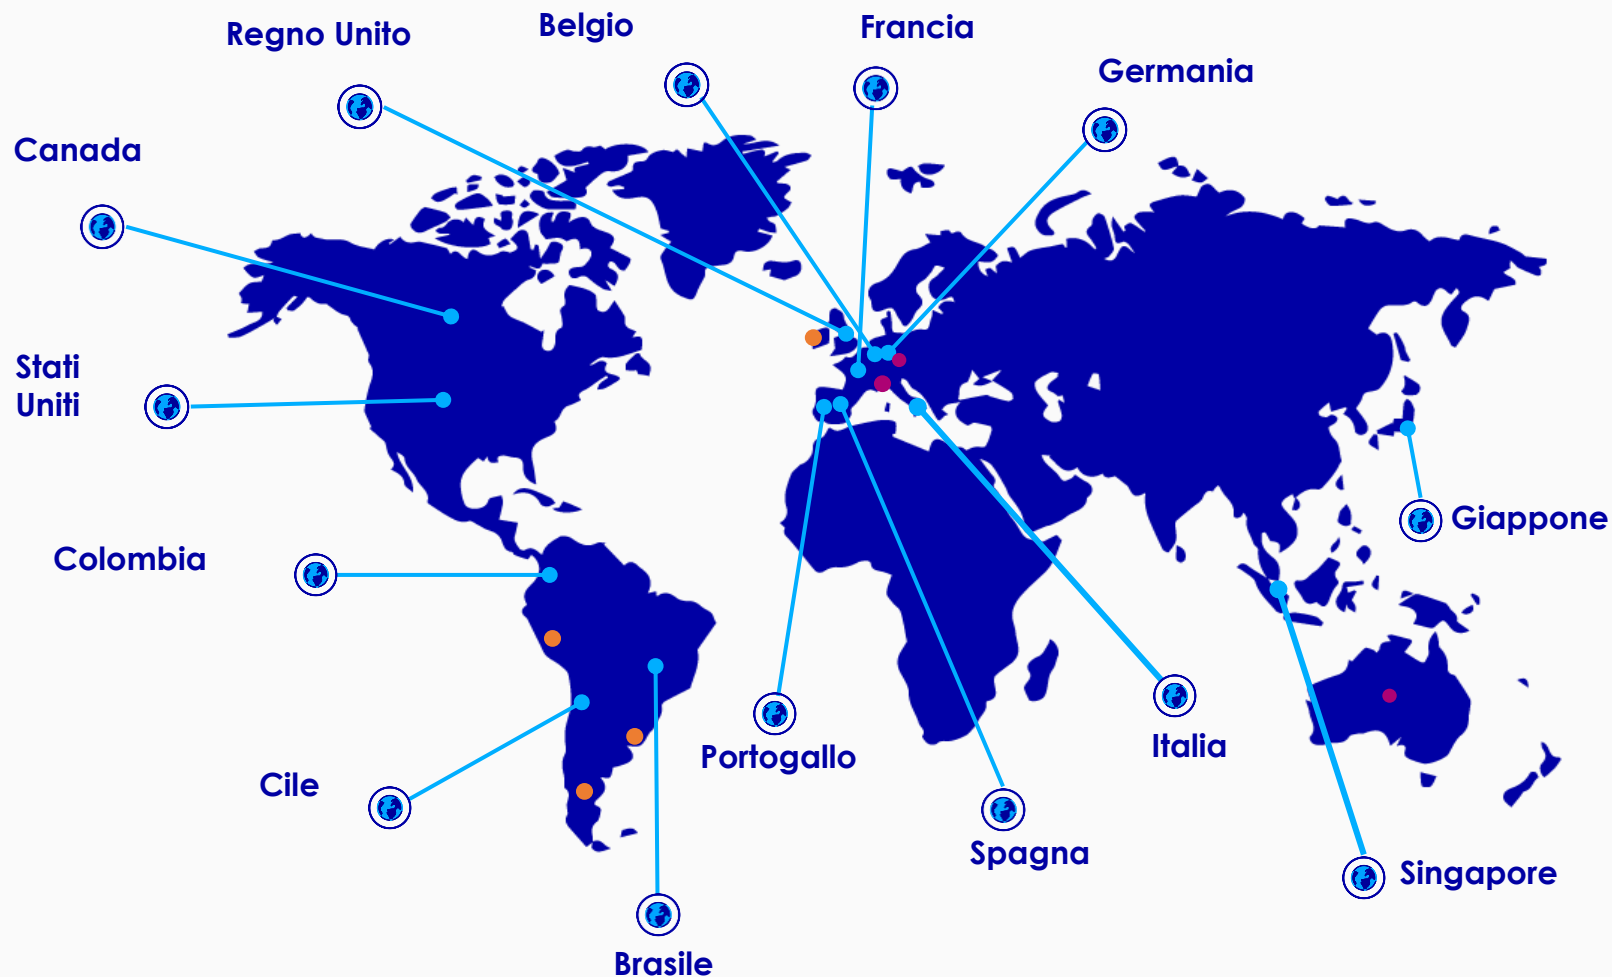 Regno Unito
Belgio
Francia
Germania
Canada
Stati
Uniti
Colombia
Giappone
Portogallo
Italia
Cile
Spagna
Singapore
Brasile